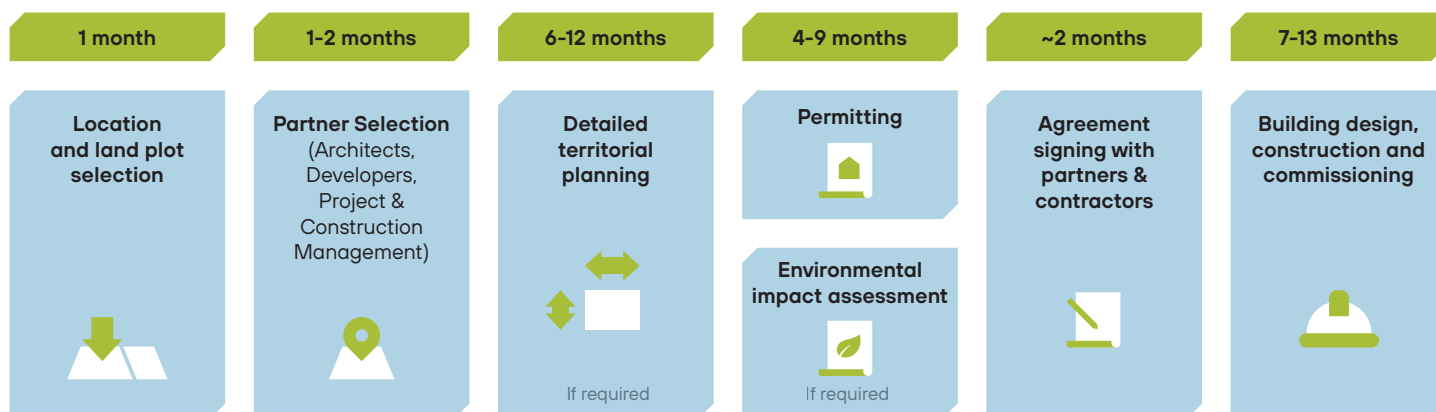 1 month
1-2 months
6-12 months
4-9 months
~2 months
7-13 months
Location
and land plot
selection
Partner Selection
(Architects,
Developers,
Project &
Construction
Management)
Detailed
territorial
planning
If required
Permitting
Environmental
impact assessment
If required
Agreement
signing with
partners &
contractors
Building design,
construction and
commissioning